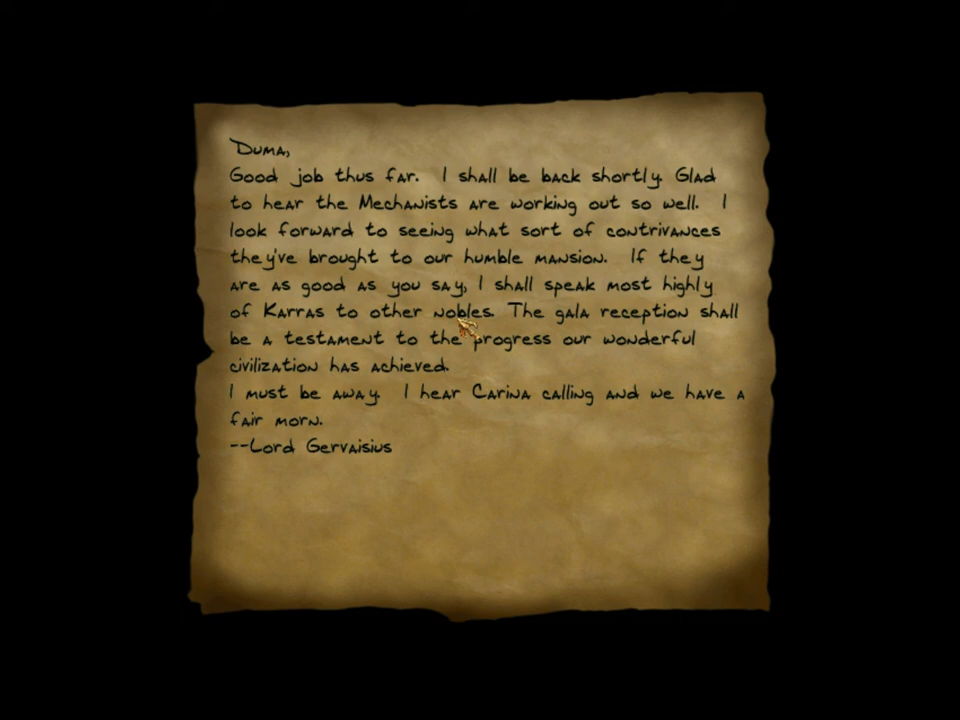 Duma,
Good job thus far. I shall be back shortly. Glad
to hear the Mechanists are working out so well. I
look forward to seeing what sort of contrivances
they've brought to our humble mansion. If they
are as good as you say, I shall speak most highly
of Karras to other nobles. The gala reception shall
be a testament to the progress our wonderful
civilization has achieved.
I must be away. I hear Carina calling and we have a
fair morn.
--Lord Gervaisius